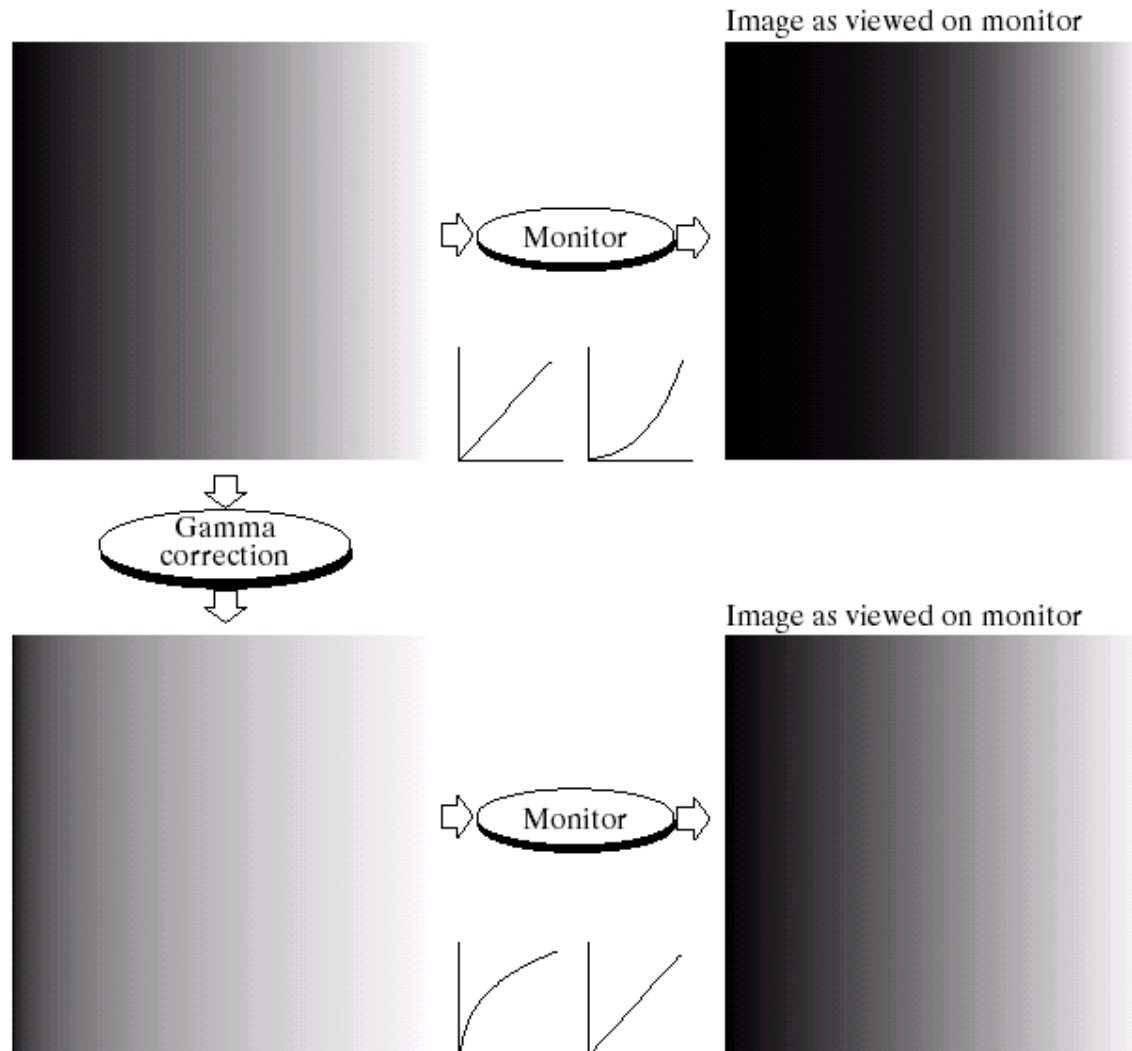 Image as viewed on monitor
Monitor
Gamma
correction
Image as viewed on monitor
Monitor